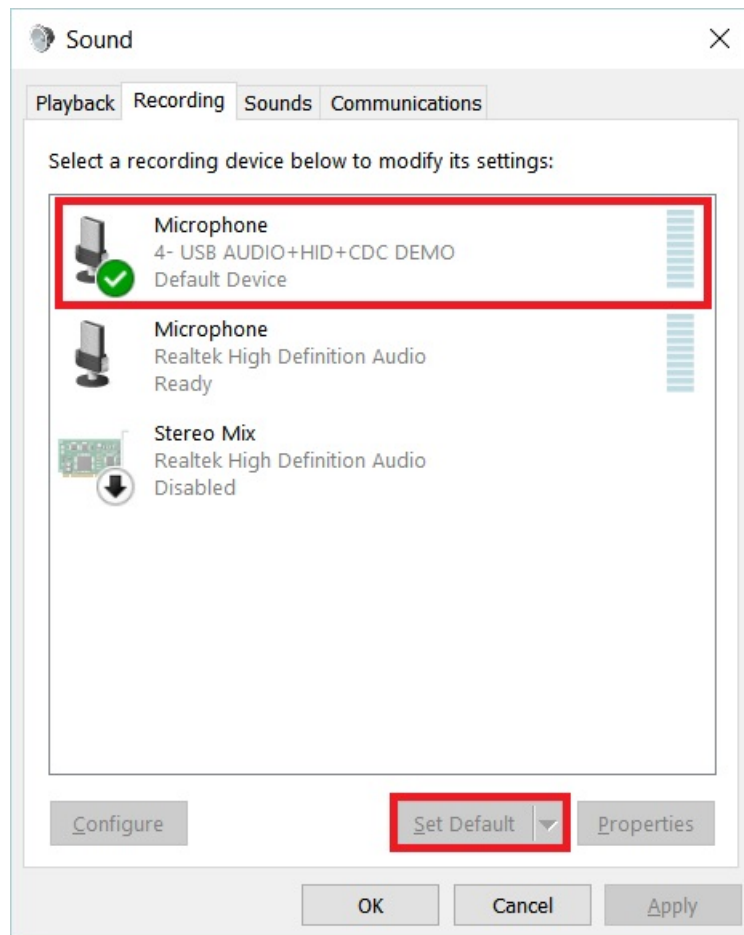 Sound
Playback Recording Sounds Communications
Select a recording device below to modify its settings:
Microphone
4- USB AUDIO+HID+CDC DEMO
Default Device
Microphone
Realtek High Definition Audio
Ready
Stereo Mix
Realtek High Definition Audio
Disabled
Configure Set Default Properties
OK Cancel Apply